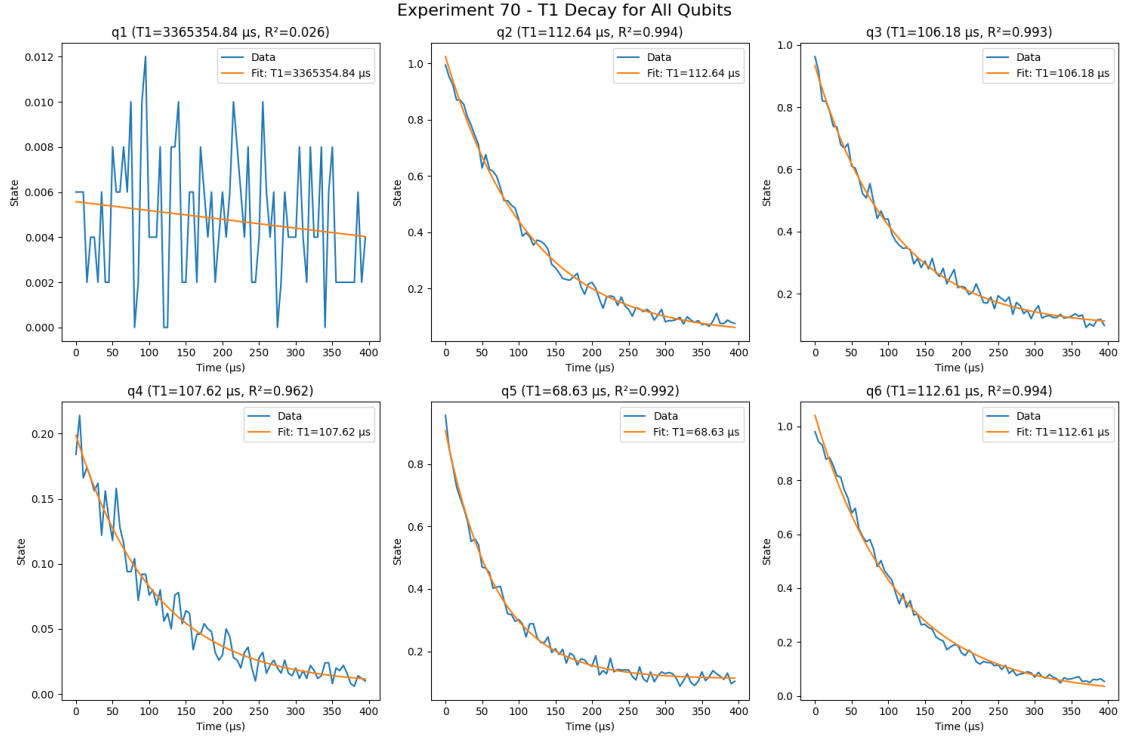 Experiment 70 - T1 Decay for All Qubits
q1 (T1=3365354.84 µs, R²=0.026)
Data
Fit: T1=3365354.84 µs
State
0.012
0.010
0.008
0.006
0.004
0.002
0.000
0 50 100 150 200 250 300 350 400
Time (µs)
q2 (T1=112.64 µs, R²=0.994)
Data
Fit: T1=112.64 µs
State
1.0
0.8
0.6
0.4
0.2
0 50 100 150 200 250 300 350 400
Time (µs)
q3 (T1=106.18 µs, R²=0.993)
Data
Fit: T1=106.18 µs
State
1.0
0.8
0.6
0.4
0.2
0 50 100 150 200 250 300 350 400
Time (µs)
q4 (T1=107.62 µs, R²=0.962)
Data
Fit: T1=107.62 µs
State
0.20
0.15
0.10
0.05
0.00
0 50 100 150 200 250 300 350 400
Time (µs)
q5 (T1=68.63 µs, R²=0.992)
Data
Fit: T1=68.63 µs
State
0.8
0.6
0.4
0.2
0 50 100 150 200 250 300 350 400
Time (µs)
q6 (T1=112.61 µs, R²=0.994)
Data
Fit: T1=112.61 µs
State
1.0
0.8
0.6
0.4
0.2
0.0
0 50 100 150 200 250 300 350 400
Time (µs)